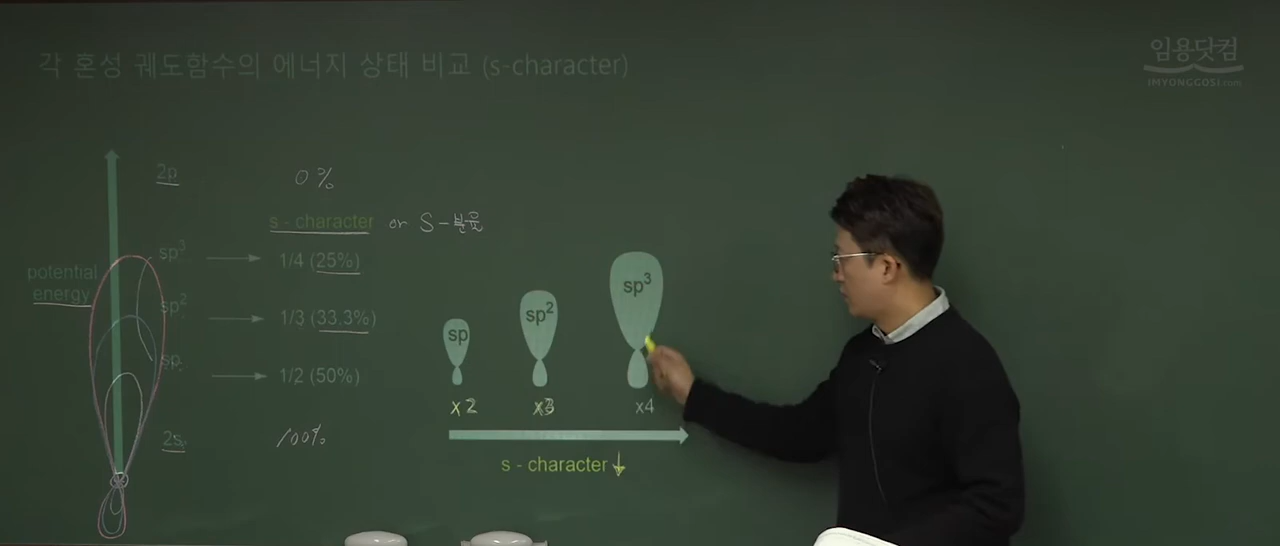 각 혼성 궤도함수의 에너지 상태 비교 (s-character)
임용닷컴
IMYONGGOSI.com
2p
0%
s - character or S-분율
sp³
1/4 (25%)
potential energy
sp²
1/3 (33.3%)
sp
1/2 (50%)
2s
100%
sp
sp²
sp³
x2
x3
x4
s - character ↓